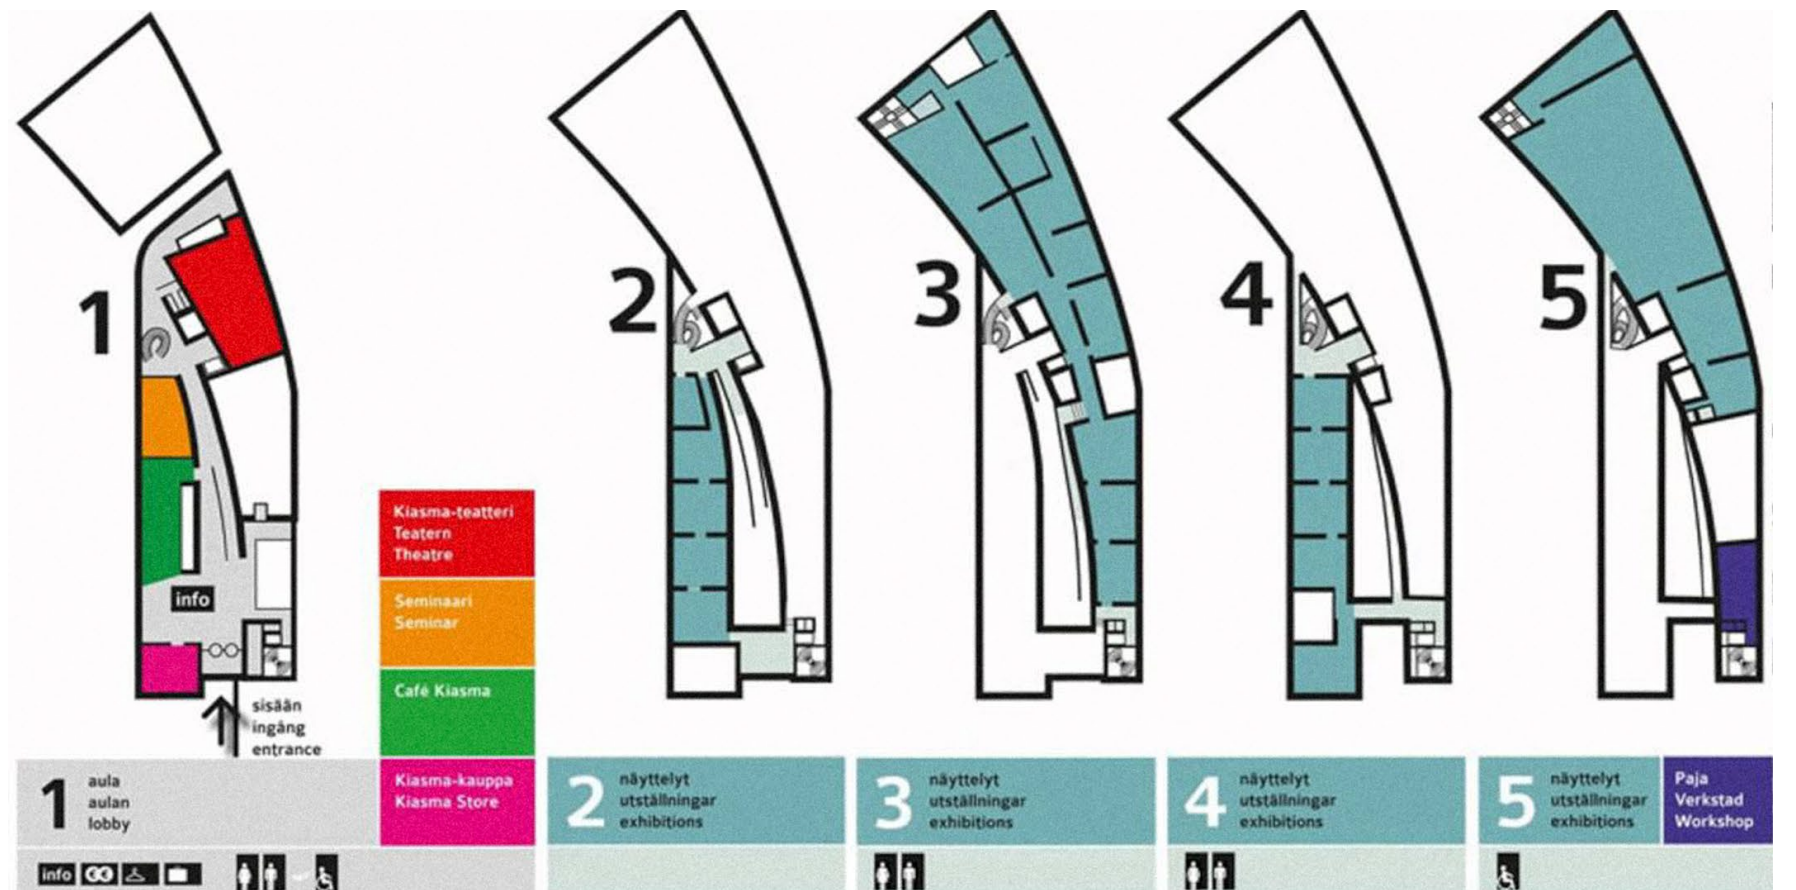 1
2
3
4
5
info
sisään
ingång
entrance
Kiasma-teatteri
Teatern
Theatre
Seminaari
Seminar
Café Kiasma
Kiasma-kauppa
Kiasma Store
1
aula
aulan
lobby
2
näyttelyt
utställningar
exhibitions
3
näyttelyt
utställningar
exhibitions
4
näyttelyt
utställningar
exhibitions
5
näyttelyt
utställningar
exhibitions
Paja
Verkstad
Workshop
info